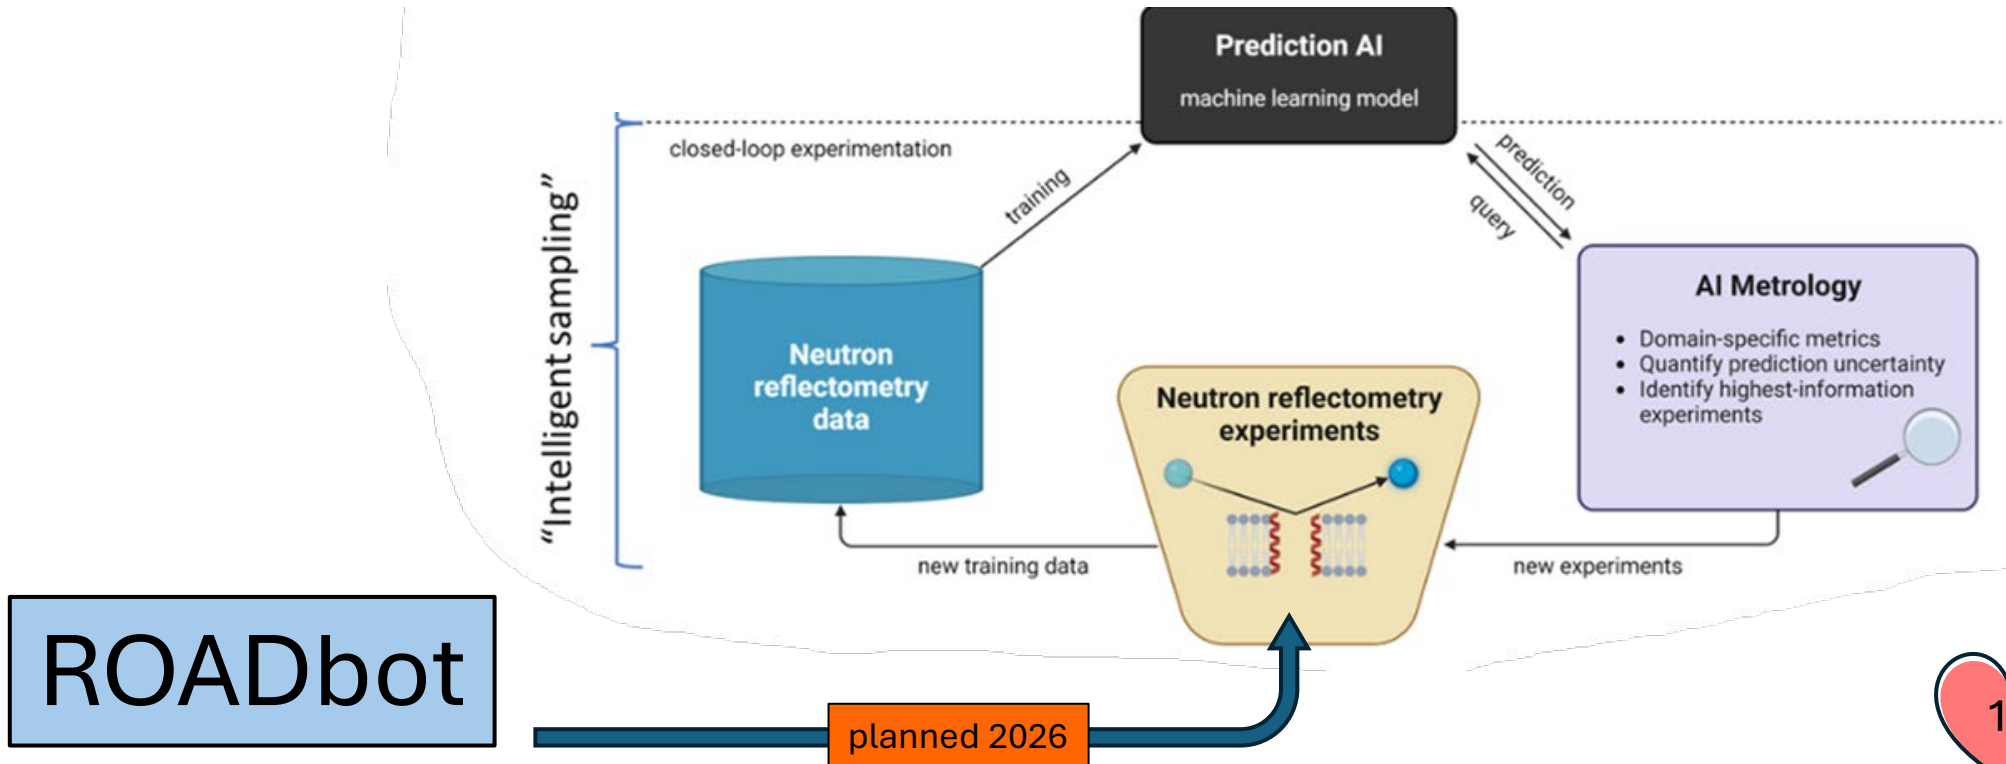 Prediction AI
machine learning model
closed-loop experimentation
training
prediction
query
“Intelligent sampling”
AI Metrology
• Domain-specific metrics
• Quantify prediction uncertainty
• Identify highest-information
experiments
Neutron
reflectometry
data
Neutron reflectometry
experiments
new training data
new experiments
ROADbot
planned 2026
1